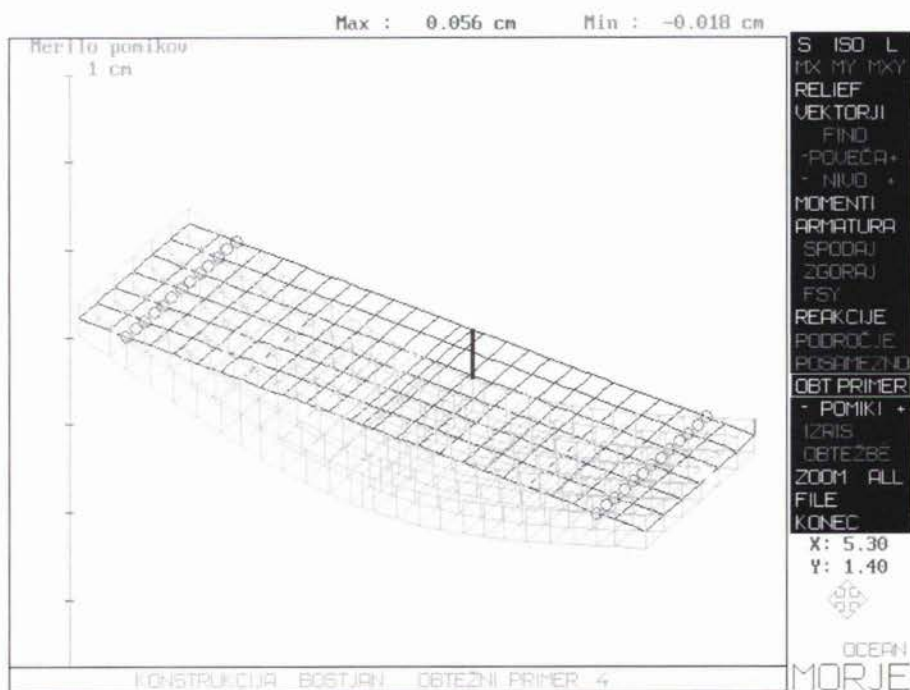 Max : 0.056 cm Min : -0.018 cm
Merilo pomikov
1 cm
S ISO L
MX MY MXY
RELIEF
VEKTORJI
FINO
-POVEČA+
- NIVO +
MOMENTI
ARMATURA
SPODAJ
ZGORAJ
FSY
REAKCIJE
PODROČJE
POSAMEZNO
OBT PRIMER
- POMIKI +
IZRIS
OBTEŽBE
ZOOM ALL
FILE
KONEC
X: 5.30
Y: 1.40
OCEAN
MORJE
KONSTRUKCIJA BOSTJAN OBTEŽNI PRIMER 4